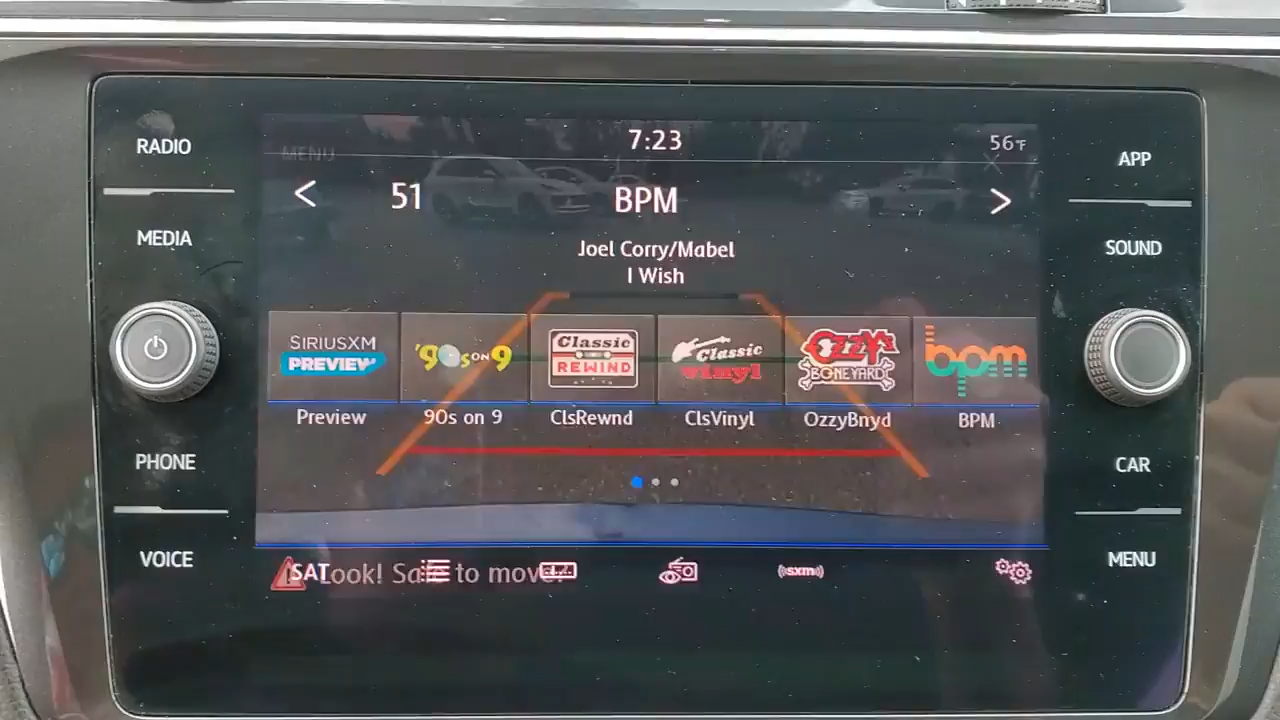 RADIO
MEDIA
PHONE
VOICE
MENU
7:23
56°F
51
BPM
Joel Corry/Mabel
I Wish
SIRIUSXM
PREVIEW
'90s ON 9
Classic
REWIND
Classic
vinyl
OZZY's
BONEYARD
bpm
Preview
90s on 9
ClsRewnd
ClsVinyl
OzzyBnyd
BPM
SAT
Look! Safe to move?
sxm
APP
SOUND
CAR
MENU